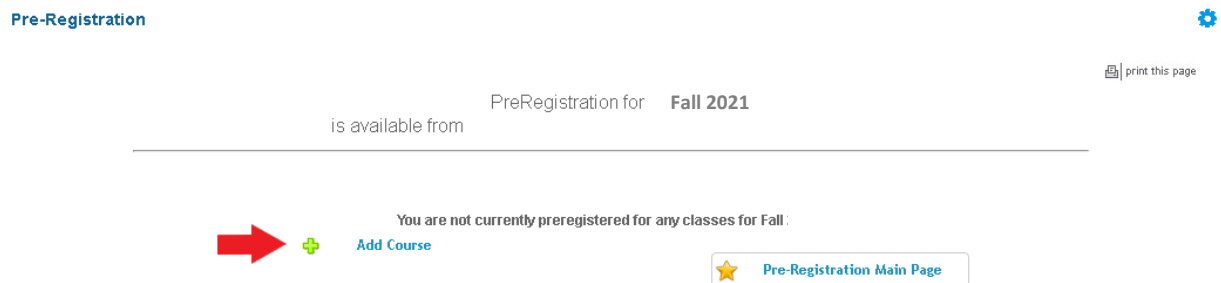 Pre-Registration
print this page
PreRegistration for Fall 2021
is available from
You are not currently preregistered for any classes for Fall
Add Course
Pre-Registration Main Page